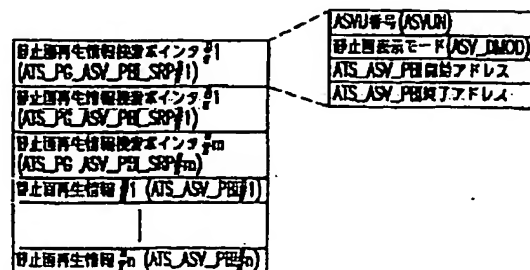 静止画再生情報検索ポインタ#1
(ATS_PG_ASV_PBI_SRP#1)
静止画再生情報検索ポインタ#1
(ATS_PG_ASV_PBI_SRP#1)
静止画再生情報検索ポインタ#m
(ATS_PG_ASV_PBI_SRP#m)
静止画再生情報#1 (ATS_ASV_PBI#1)
静止画再生情報#n (ATS_ASV_PBI#n)
ASVU番号(ASVUN)
静止画表示モード(ASV_DMOD)
ATS_ASV_PBI開始アドレス
ATS_ASV_PBI終了アドレス